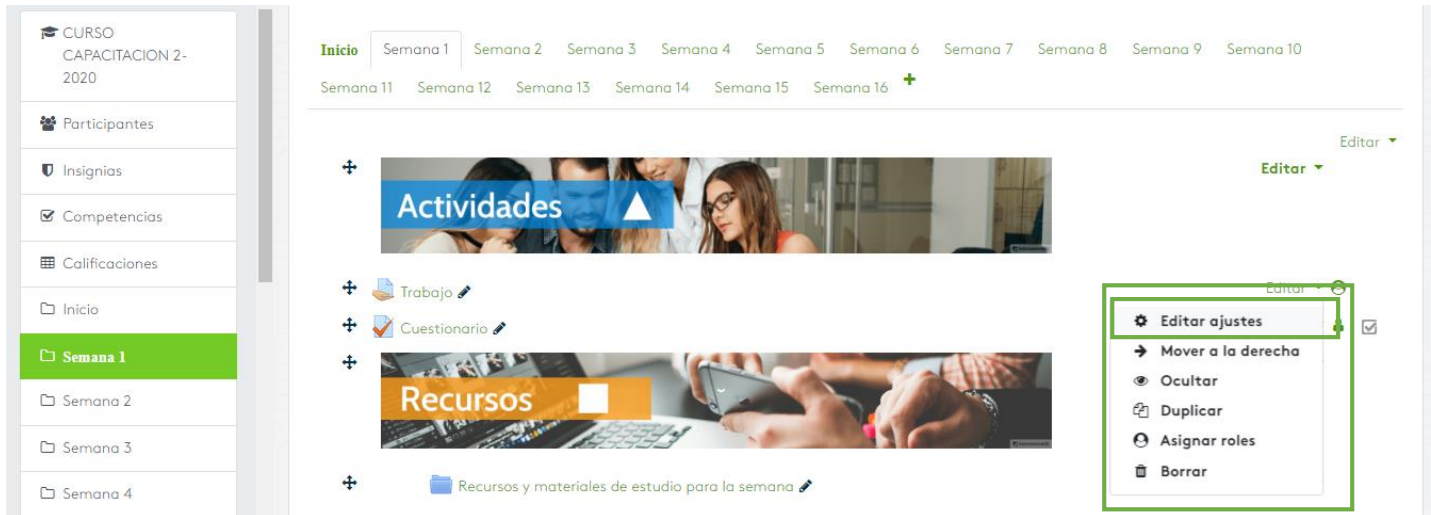 CURSO
CAPACITACION 2-
2020
Participantes
Insignias
Competencias
Calificaciones
Inicio
Semana 1
Semana 2
Semana 3
Semana 4
Inicio Semana 1 Semana 2 Semana 3 Semana 4 Semana 5 Semana 6 Semana 7 Semana 8 Semana 9 Semana 10
Semana 11 Semana 12 Semana 13 Semana 14 Semana 15 Semana 16
Editar
Editar
Actividades
Trabajo
Editar
Cuestionario
Editar ajustes
Mover a la derecha
Ocultar
Duplicar
Asignar roles
Borrar
Recursos
Recursos y materiales de estudio para la semana